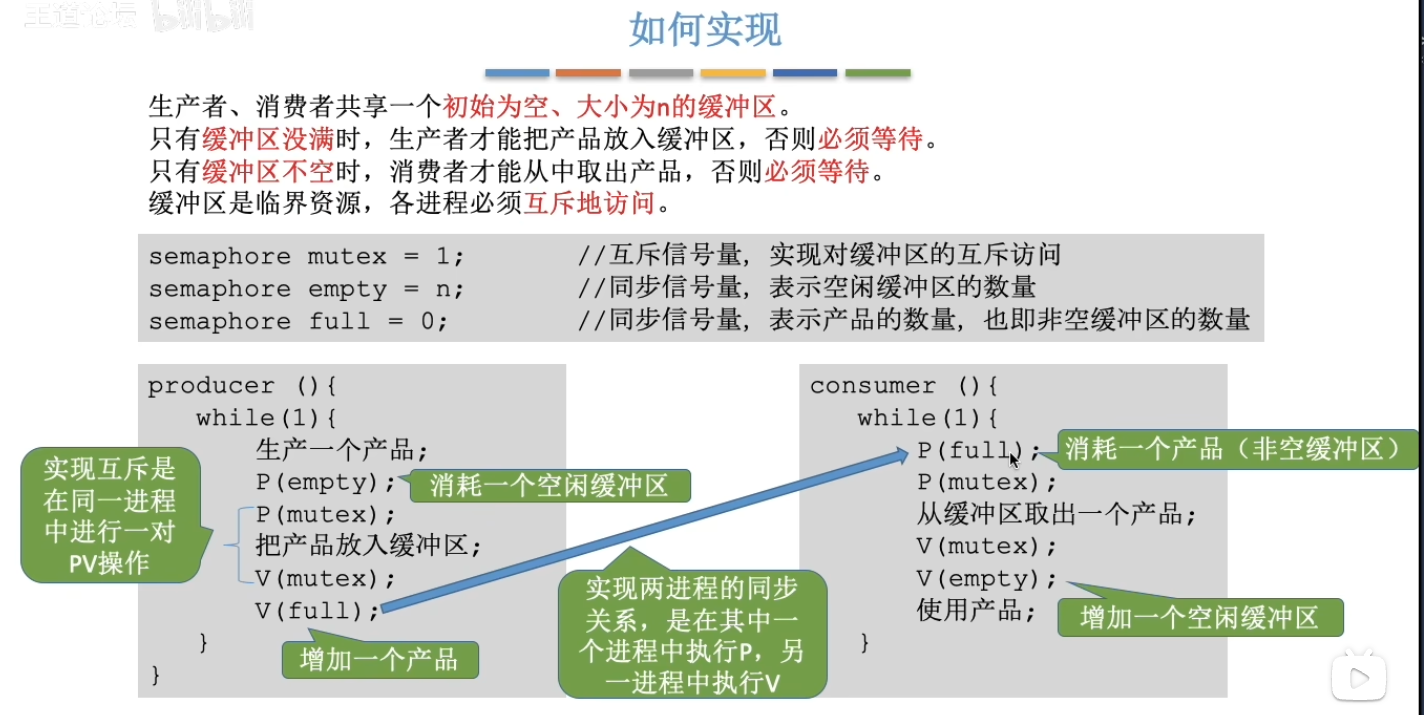 王道论坛 bilibili
如何实现
生产者、消费者共享一个初始为空、大小为n的缓冲区。
只有缓冲区没满时，生产者才能把产品放入缓冲区，否则必须等待。
只有缓冲区不空时，消费者才能从中取出产品，否则必须等待。
缓冲区是临界资源，各进程必须互斥地访问。
semaphore mutex = 1; //互斥信号量, 实现对缓冲区的互斥访问
semaphore empty = n; //同步信号量, 表示空闲缓冲区的数量
semaphore full = 0; //同步信号量, 表示产品的数量, 也即非空缓冲区的数量
producer (){
while(1){
生产一个产品;
P(empty);
消耗一个空闲缓冲区
P(mutex);
把产品放入缓冲区;
V(mutex);
V(full);
}
}
实现互斥是
在同一进程
中进行一对
PV操作
增加一个产品
实现两进程的同步
关系，是在其中一
个进程中执行P，另
一进程中执行V
consumer (){
while(1){
P(full);
消耗一个产品（非空缓冲区）
P(mutex);
从缓冲区取出一个产品;
V(mutex);
V(empty);
增加一个空闲缓冲区
使用产品;
}